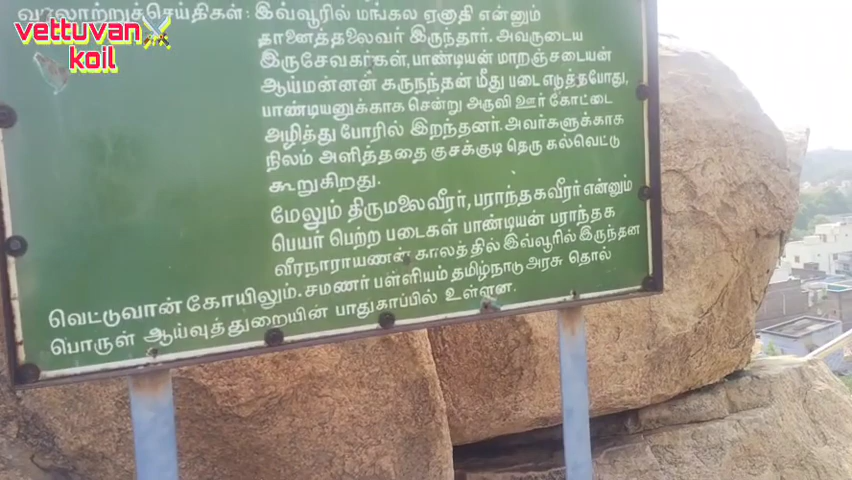 வரலாற்றுச்செய்திகள் : இவ்வூரில் மங்கல ஏனாதி என்னும்
தானைத்தலைவர் இருந்தார். அவருடைய
இருசேவகர்கள், பாண்டியன் மாறஞ்சடையன்
ஆய்மன்னன் கருநந்தன் மீது படை எடுத்தபோது,
பாண்டியனுக்காக சென்று அருவி ஊர் கோட்டை
அழித்து போரில் இறந்தனர். அவர்களுக்காக
நிலம் அளித்ததை குசக்குடி தெரு கல்வெட்டு
கூறுகிறது.
மேலும் திருமலைவீரர், பராந்தகவீரர் என்னும்
பெயர் பெற்ற படைகள் பாண்டியன் பராந்தக
வீரநாராயணன் காலத்தில் இவ்வூரில் இருந்தன
வெட்டுவான் கோயிலும். சமணர் பள்ளியம் தமிழ்நாடு அரசு தொல்
பொருள் ஆய்வுத்துறையின் பாதுகாப்பில் உள்ளன.
vettuvan
koil